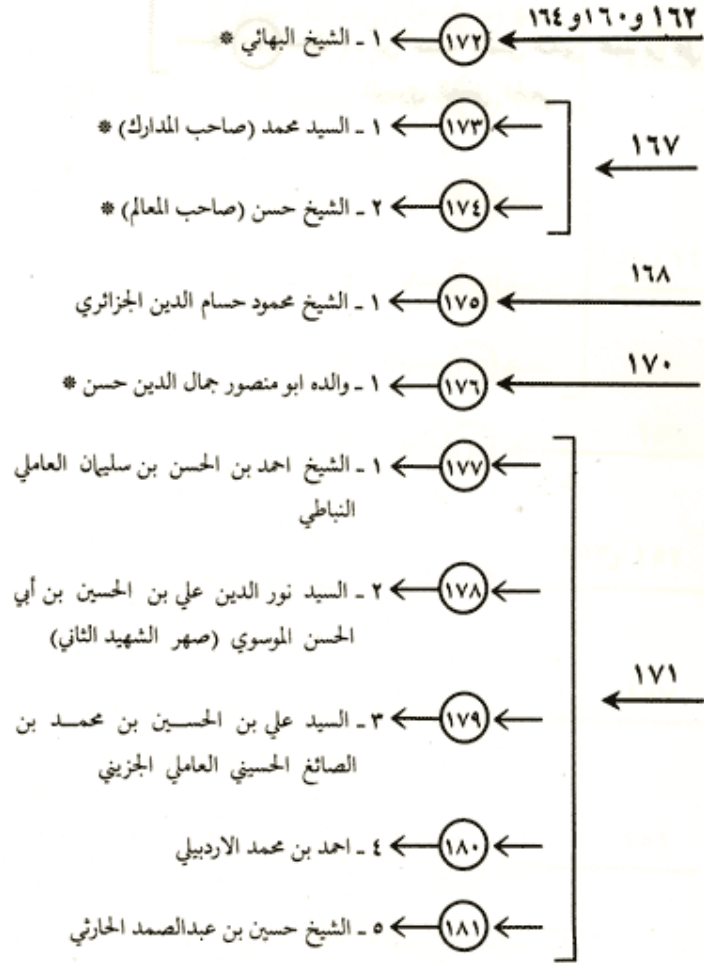 ١٦٢ و١٦٠ و١٦٤
١٧٢ ١ ـ الشيخ البهائي *
١٦٧
١٧٣ ١ ـ السيد محمد (صاحب المدارك) *
١٧٤ ٢ ـ الشيخ حسن (صاحب المعالم) *
١٦٨
١٧٥ ١ ـ الشيخ محمود حسام الدين الجزائري
١٧٠
١٧٦ ١ ـ والده ابو منصور جمال الدين حسن *
١٧١
١٧٧ ١ ـ الشيخ احمد بن الحسن بن سليمان العاملي
النباطي
١٧٨ ٢ ـ السيد نور الدين علي بن الحسين بن أبي
الحسن الموسوي (صهر الشهيد الثاني)
١٧٩ ٣ ـ السيد علي بن الحسين بن محمد بن
الصائغ الحسيني العاملي الجزيني
١٨٠ ٤ ـ احمد بن محمد الاردبيلي
١٨١ ٥ ـ الشيخ حسين بن عبدالصمد الحارثي